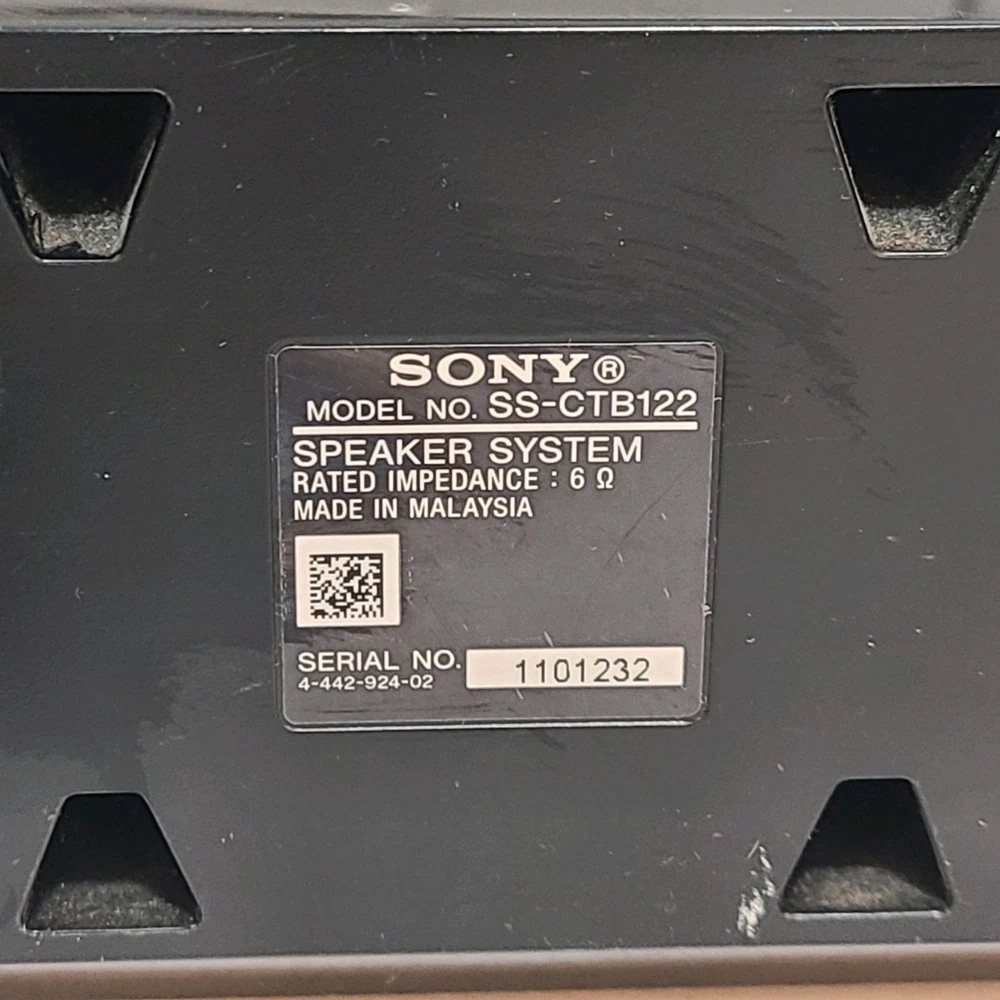 SONY®
MODEL NO. SS-CTB122
SPEAKER SYSTEM
RATED IMPEDANCE : 6 Ω
MADE IN MALAYSIA
SERIAL NO. 1101232
4-442-924-02